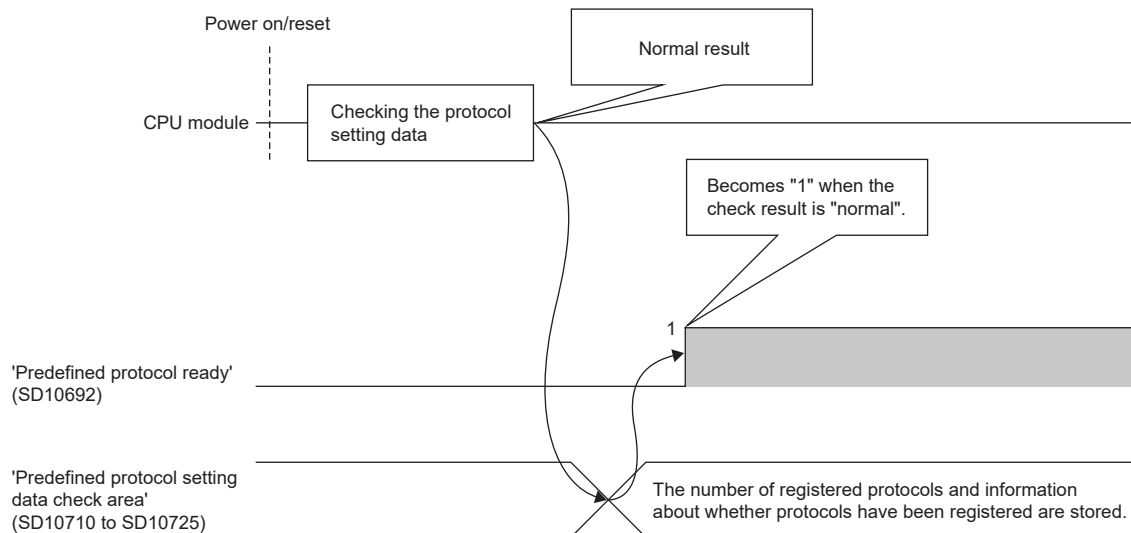 Power on/reset
Normal result
CPU module
Checking the protocol
setting data
Becomes "1" when the
check result is "normal".
1
'Predefined protocol ready'
(SD10692)
'Predefined protocol setting
data check area'
(SD10710 to SD10725)
The number of registered protocols and information
about whether protocols have been registered are stored.